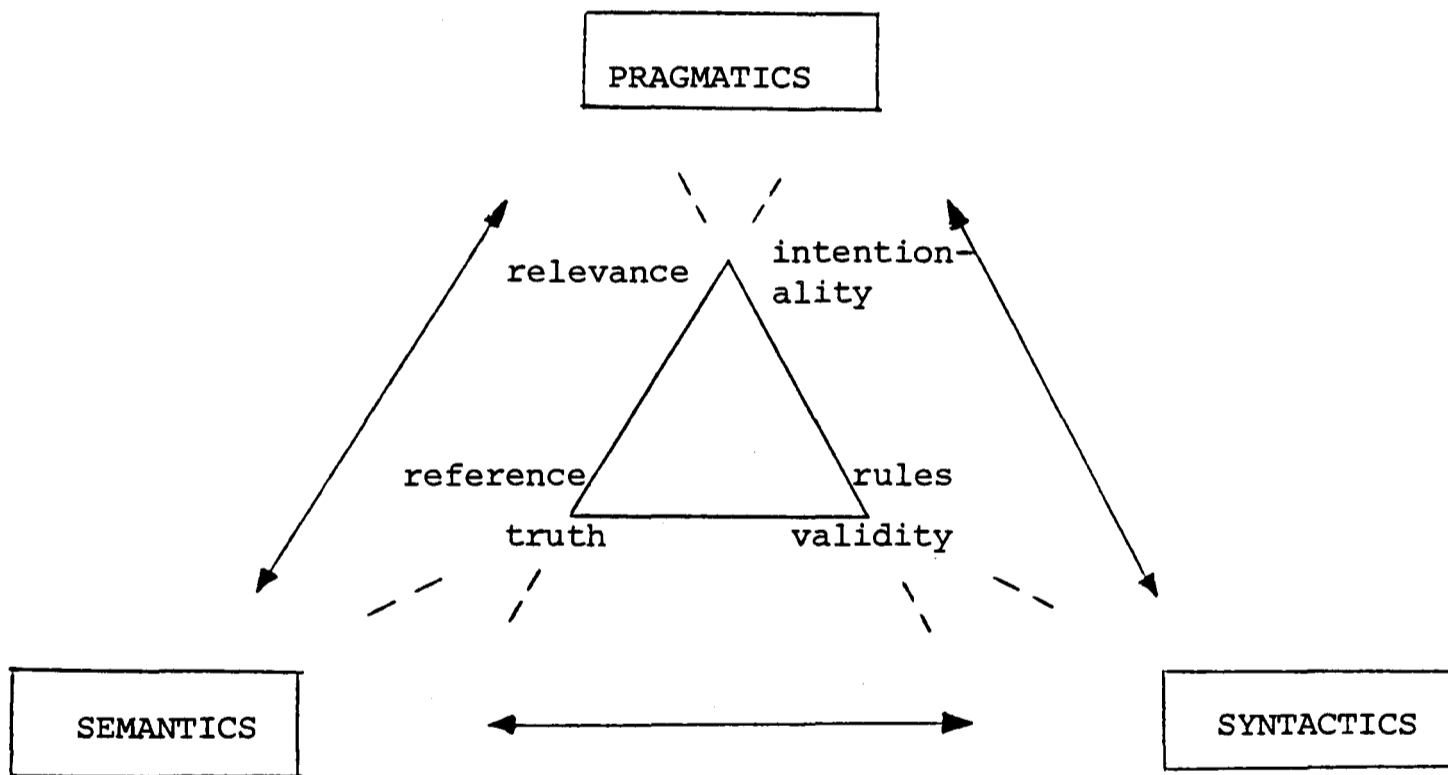 PRAGMATICS
relevance
intention-
ality
reference
rules
truth
validity
SEMANTICS
SYNTACTICS